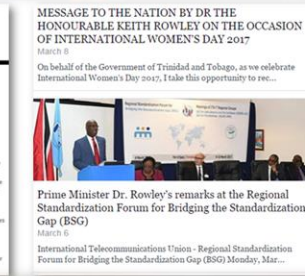 MESSAGE TO THE NATION BY DR THE
HONOURABLE KEITH ROWLEY ON THE OCCASION
OF INTERNATIONAL WOMEN'S DAY 2017
March 8
On behalf of the Government of Trinidad and Tobago, as we celebrate
International Women's Day 2017, I take this opportunity to rec...
Prime Minister Dr. Rowley's remarks at the Regional
Standardization Forum for Bridging the Standardization
Gap (BSG)
March 6
International Telecommunications Union - Regional Standardization
Forum for Bridging the Standardization Gap (BSG) Monday, Mar...